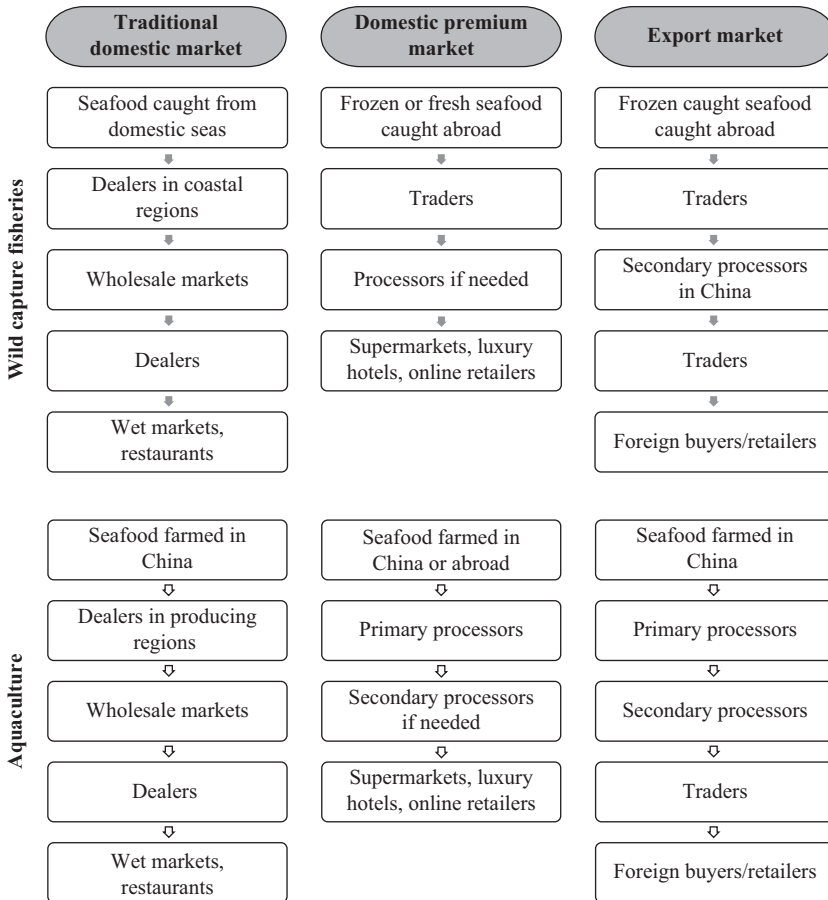 Traditional
domestic market
Domestic premium
market
Export market
Wild capture fisheries
Seafood caught from
domestic seas
Frozen or fresh seafood
caught abroad
Frozen caught seafood
caught abroad
Dealers in coastal
regions
Traders
Traders
Wholesale markets
Processors if needed
Secondary processors
in China
Dealers
Supermarkets, luxury
hotels, online retailers
Traders
Wet markets,
restaurants
Foreign buyers/retailers
Aquaculture
Seafood farmed in
China
Seafood farmed in
China or abroad
Seafood farmed in
China
Dealers in producing
regions
Primary processors
Primary processors
Wholesale markets
Secondary processors
if needed
Secondary processors
Dealers
Supermarkets, luxury
hotels, online retailers
Traders
Wet markets,
restaurants
Foreign buyers/retailers